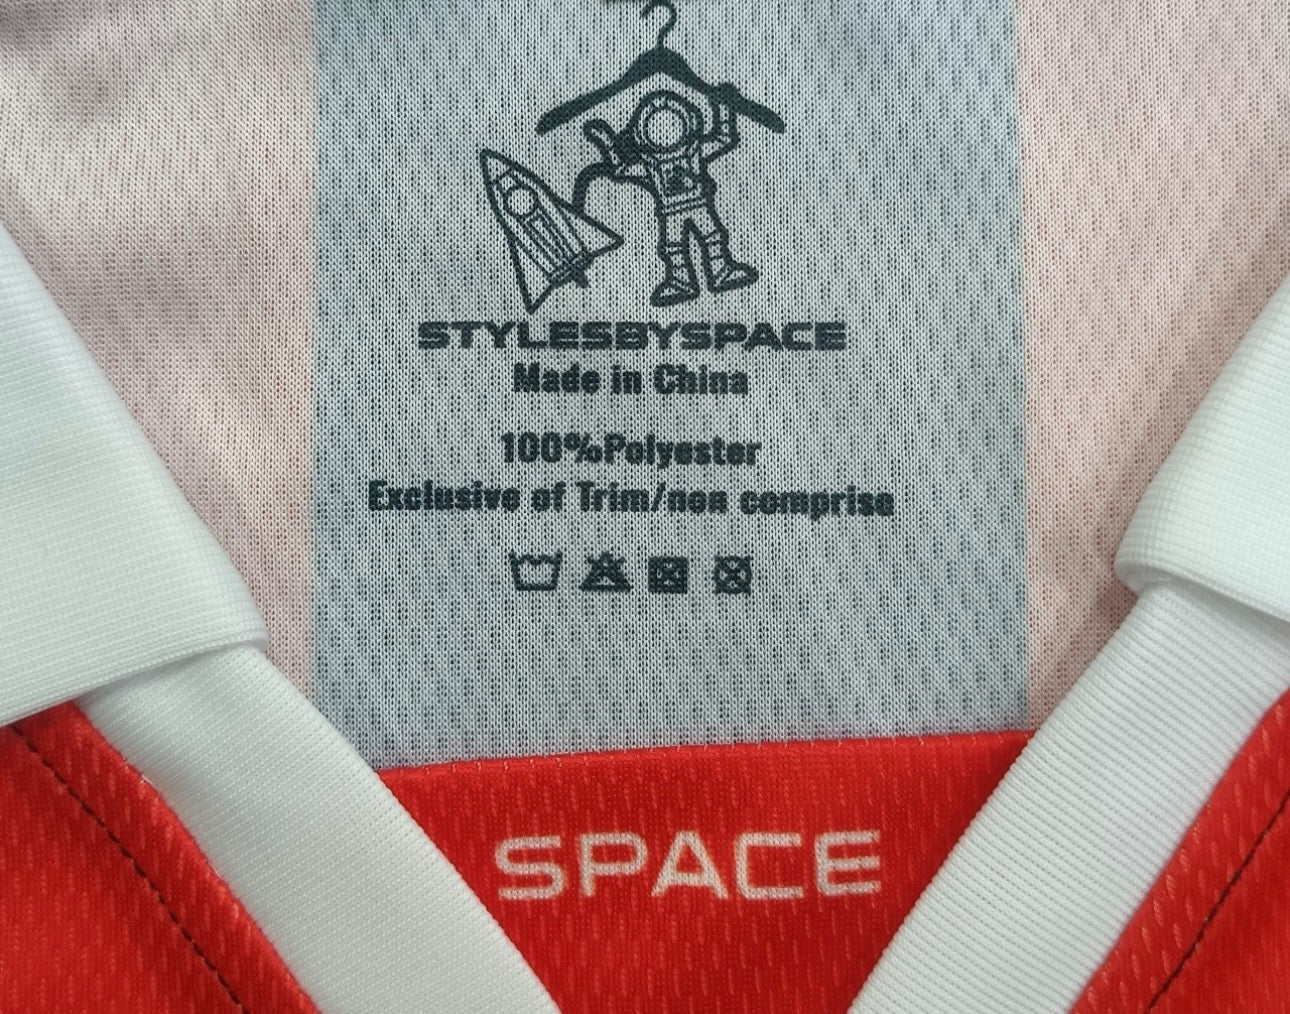 STYLESBYSPACE
Made in China
100%Polyester
Exclusive of Trim/non comprise
SPACE